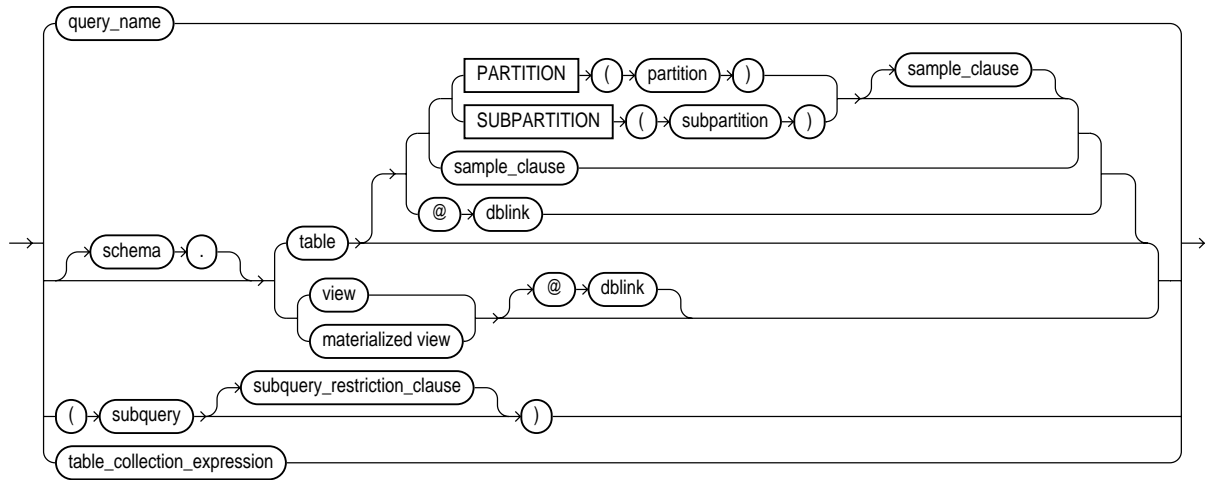 query_name
PARTITION ( partition ) sample_clause
SUBPARTITION ( subpartition )
sample_clause
@ dblink
schema . table
view @ dblink
materialized view
( subquery subquery_restriction_clause )
table_collection_expression